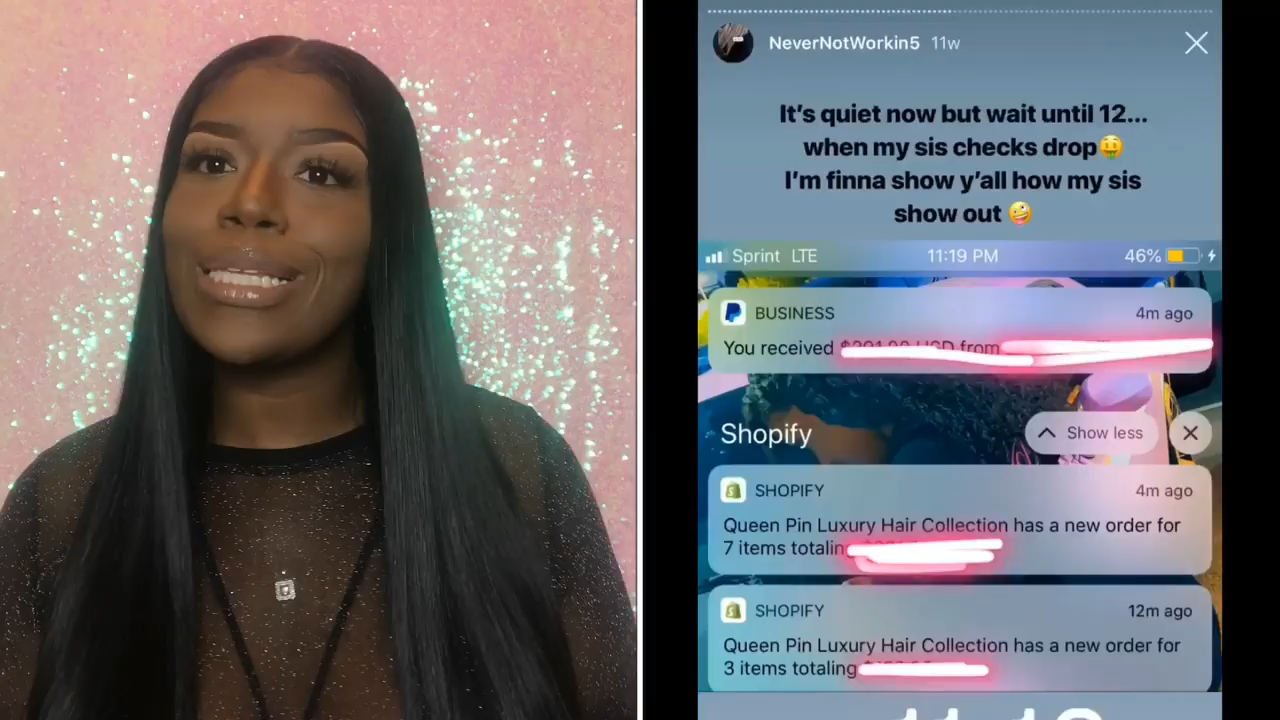 NeverNotWorkin5 11w
It's quiet now but wait until 12...
when my sis checks drop🤑
I'm finna show y'all how my sis
show out 🤪
Sprint LTE 11:19 PM 46%
BUSINESS 4m ago
You received USD from
Shopify Show less
SHOPIFY 4m ago
Queen Pin Luxury Hair Collection has a new order for
7 items totaling
SHOPIFY 12m ago
Queen Pin Luxury Hair Collection has a new order for
3 items totaling